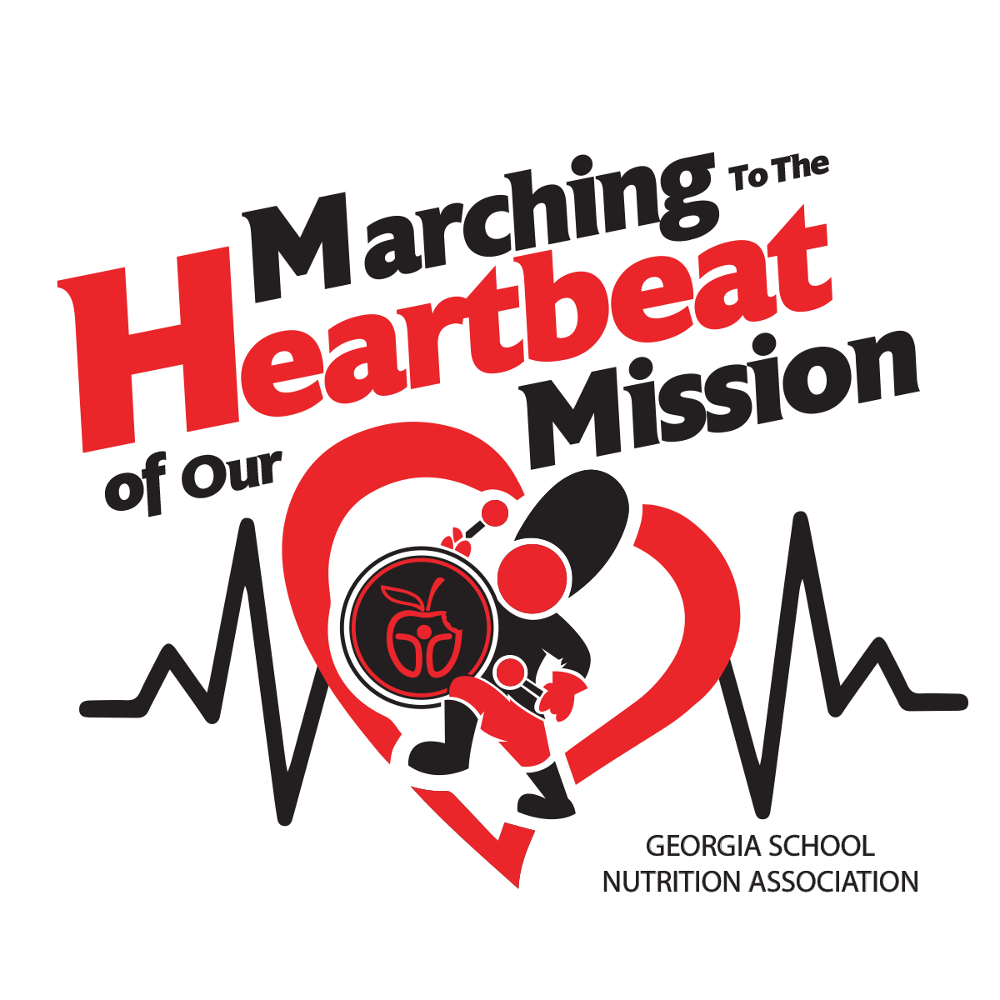 Marching To The
Heartbeat
of Our Mission
GEORGIA SCHOOL
NUTRITION ASSOCIATION